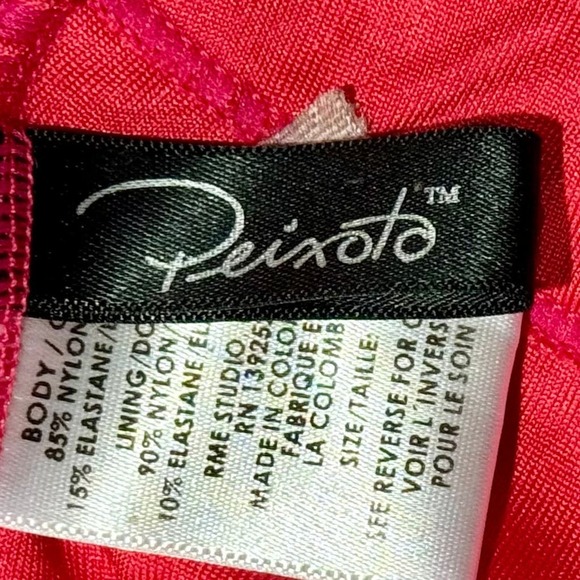 Peixoto™
BODY / C
85% NYLON
15% ELASTANE/
LINING/DO
90% NYLON/
10% ELASTANE/EL
RME STUDIO
RN 13925
MADE IN COLO
FABRIQUE E
LA COLOMB
SIZE/TAILLE:
SEE REVERSE FOR C
VOIR L'INVERS
POUR LE SOIN